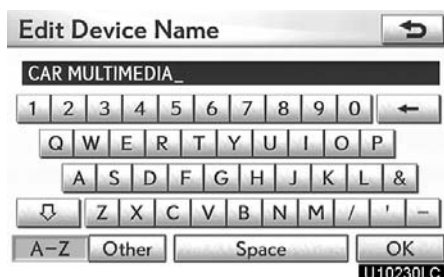 Edit Device Name
CAR MULTIMEDIA_
1 2 3 4 5 6 7 8 9 0 ←
Q W E R T Y U I O P
A S D F G H J K L &
⇩ Z X C V B N M / ' -
A-Z Other Space OK
U10230LC